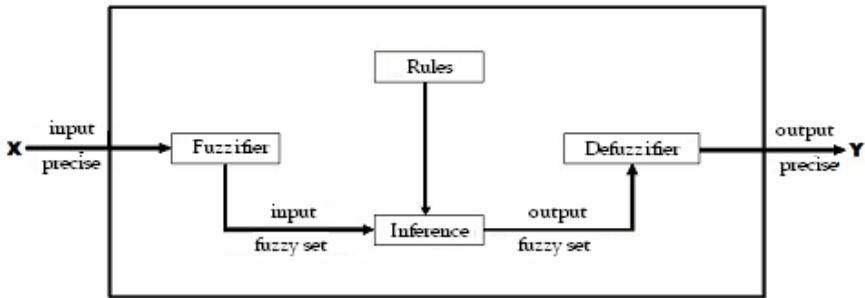 Rules
input
X
precise
Fuzzifier
Defuzzifier
output
precise
Y
input
fuzzy set
Inference
output
fuzzy set